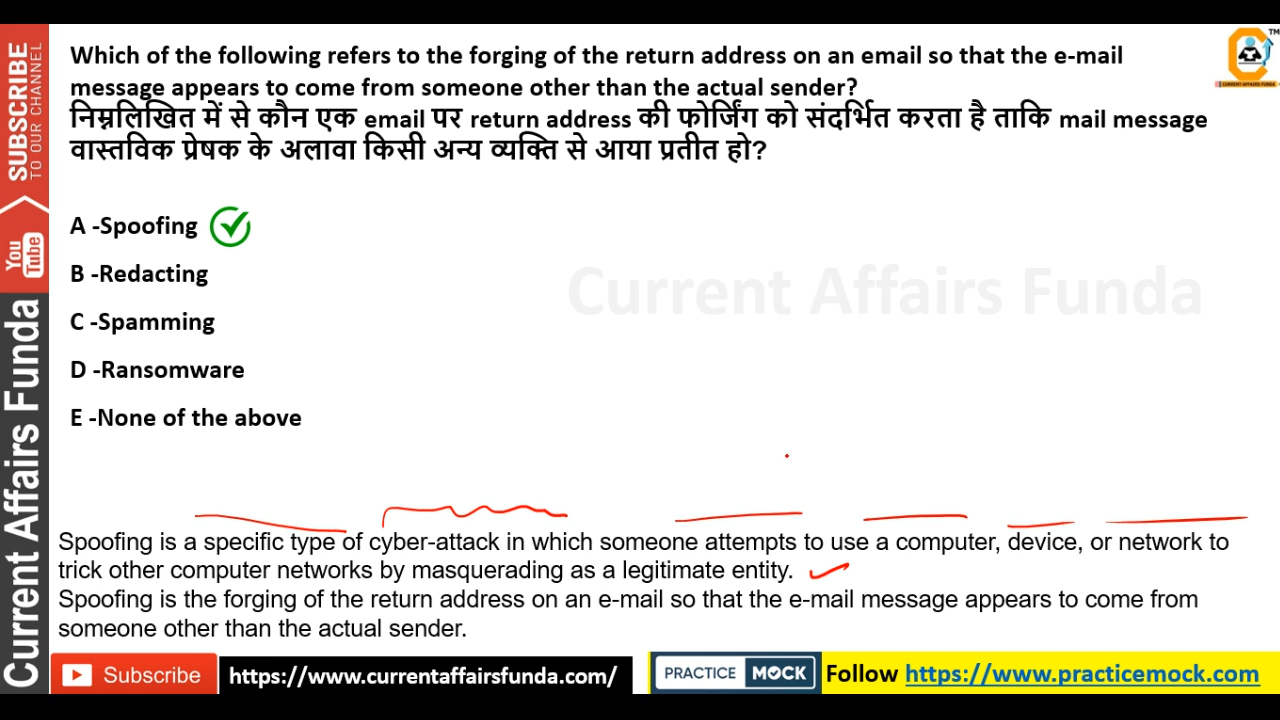 Which of the following refers to the forging of the return address on an email so that the e-mail
message appears to come from someone other than the actual sender?
निम्नलिखित में से कौन एक email पर return address की फोर्जिंग को संदर्भित करता है ताकि mail message
वास्तविक प्रेषक के अलावा किसी अन्य व्यक्ति से आया प्रतीत हो?
A -Spoofing
B -Redacting
C -Spamming
D -Ransomware
E -None of the above
Current Affairs Funda
Spoofing is a specific type of cyber-attack in which someone attempts to use a computer, device, or network to
trick other computer networks by masquerading as a legitimate entity.
Spoofing is the forging of the return address on an e-mail so that the e-mail message appears to come from
someone other than the actual sender.
SUBSCRIBE
TO OUR CHANNEL
You
Tube
Current Affairs Funda
TM
CURRENT AFFAIRS FUNDA
Subscribe
https://www.currentaffairsfunda.com/
PRACTICE MOCK
Follow https://www.practicemock.com/